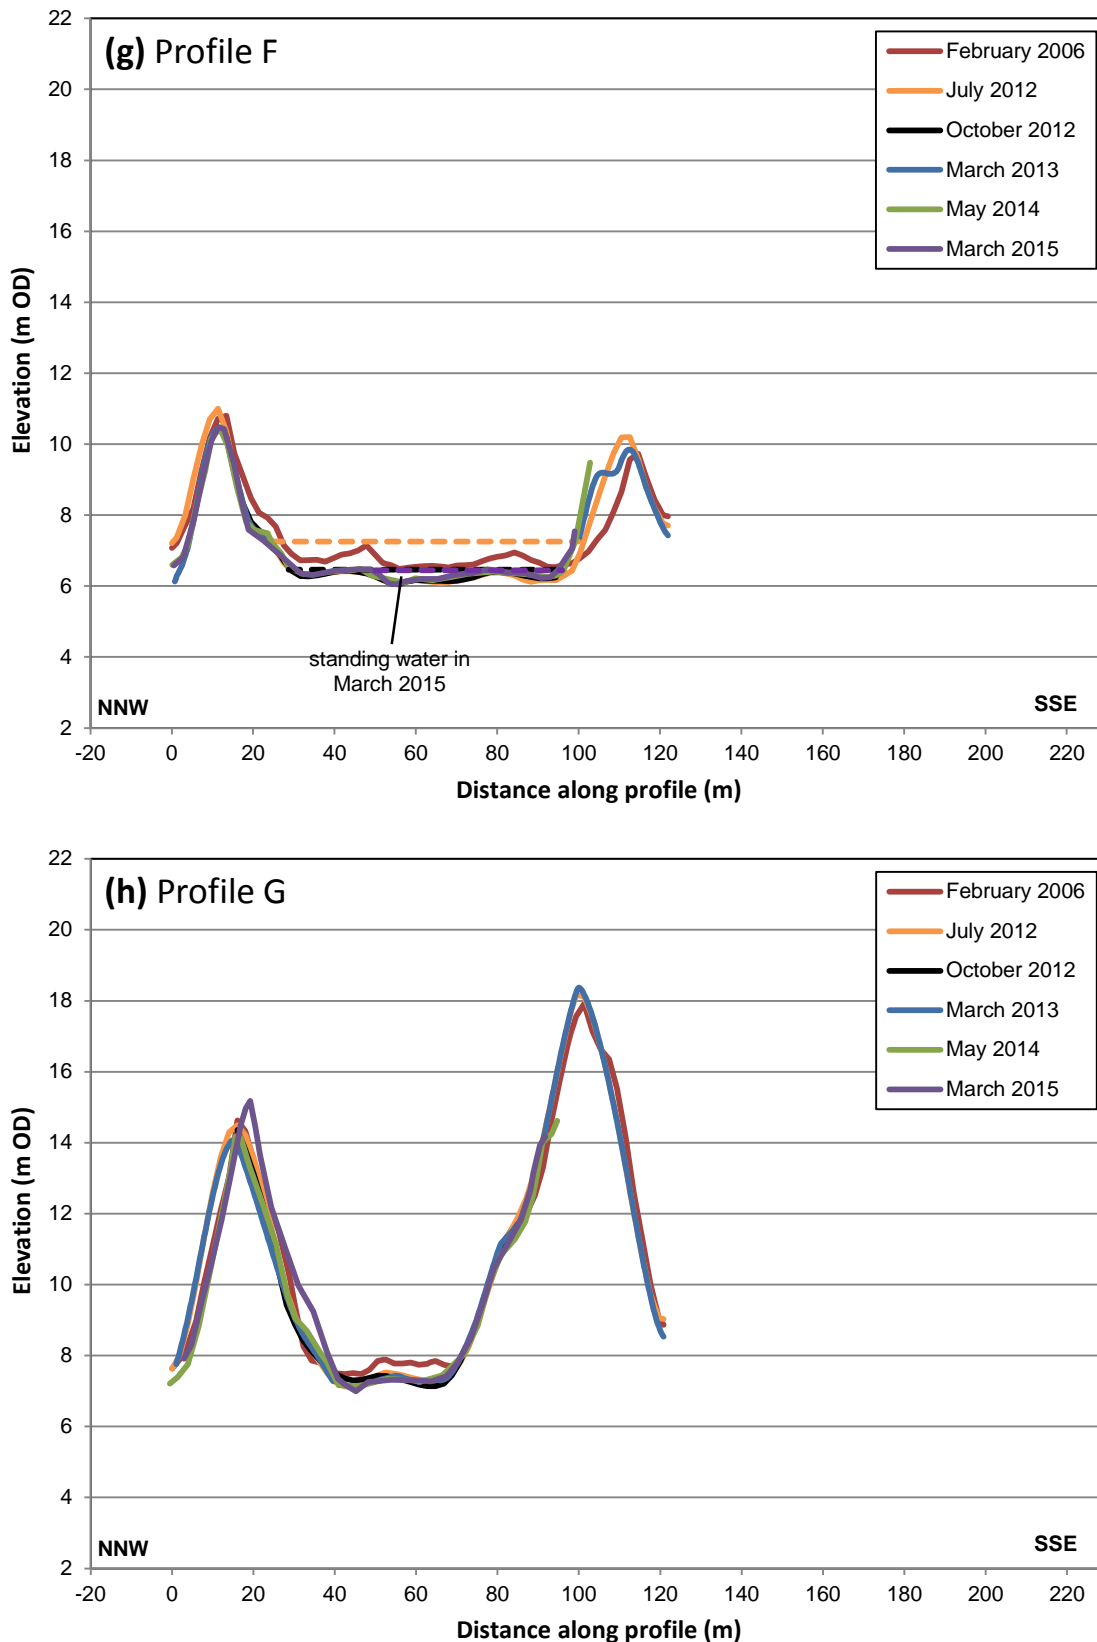 (g) Profile F
February 2006
July 2012
October 2012
March 2013
May 2014
March 2015
22
20
18
16
14
12
10
8
6
4
2
Elevation (m OD)
standing water in
March 2015
NNW
SSE
-20 0 20 40 60 80 100 120 140 160 180 200 220
Distance along profile (m)
(h) Profile G
February 2006
July 2012
October 2012
March 2013
May 2014
March 2015
22
20
18
16
14
12
10
8
6
4
2
Elevation (m OD)
NNW
SSE
-20 0 20 40 60 80 100 120 140 160 180 200 220
Distance along profile (m)